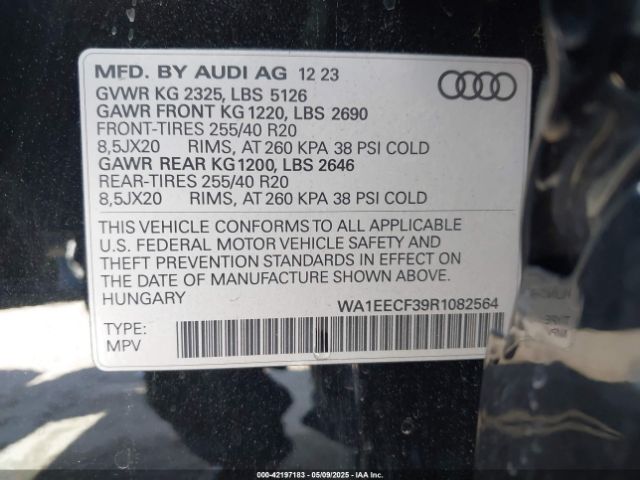 MFD. BY AUDI AG 12 23
GVWR KG 2325, LBS 5126
GAWR FRONT KG 1220, LBS 2690
FRONT-TIRES 255/40 R20
8,5JX20 RIMS, AT 260 KPA 38 PSI COLD
GAWR REAR KG 1200, LBS 2646
REAR-TIRES 255/40 R20
8,5JX20 RIMS, AT 260 KPA 38 PSI COLD
THIS VEHICLE CONFORMS TO ALL APPLICABLE
U.S. FEDERAL MOTOR VEHICLE SAFETY AND
THEFT PREVENTION STANDARDS IN EFFECT ON
THE DATE OF MANUFACTURE SHOWN ABOVE.
HUNGARY
WA1EECF39R1082564
TYPE:
MPV
000-42197183 - 05/09/2025 - IAAI.COM